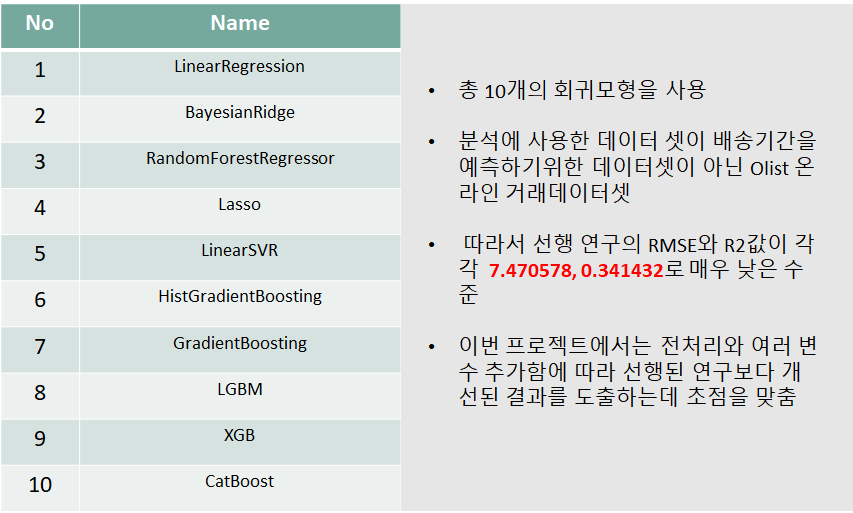 No Name
1 LinearRegression
2 BayesianRidge
3 RandomForestRegressor
4 Lasso
5 LinearSVR
6 HistGradientBoosting
7 GradientBoosting
8 LGBM
9 XGB
10 CatBoost
• 총 10개의 회귀모형을 사용
• 분석에 사용한 데이터 셋이 배송기간을
예측하기위한 데이터셋이 아닌 Olist 온
라인 거래데이터셋
• 따라서 선행 연구의 RMSE와 R2값이 각
각 7.470578, 0.341432로 매우 낮은 수
준
• 이번 프로젝트에서는 전처리와 여러 변
수 추가함에 따라 선행된 연구보다 개
선된 결과를 도출하는데 초점을 맞춤